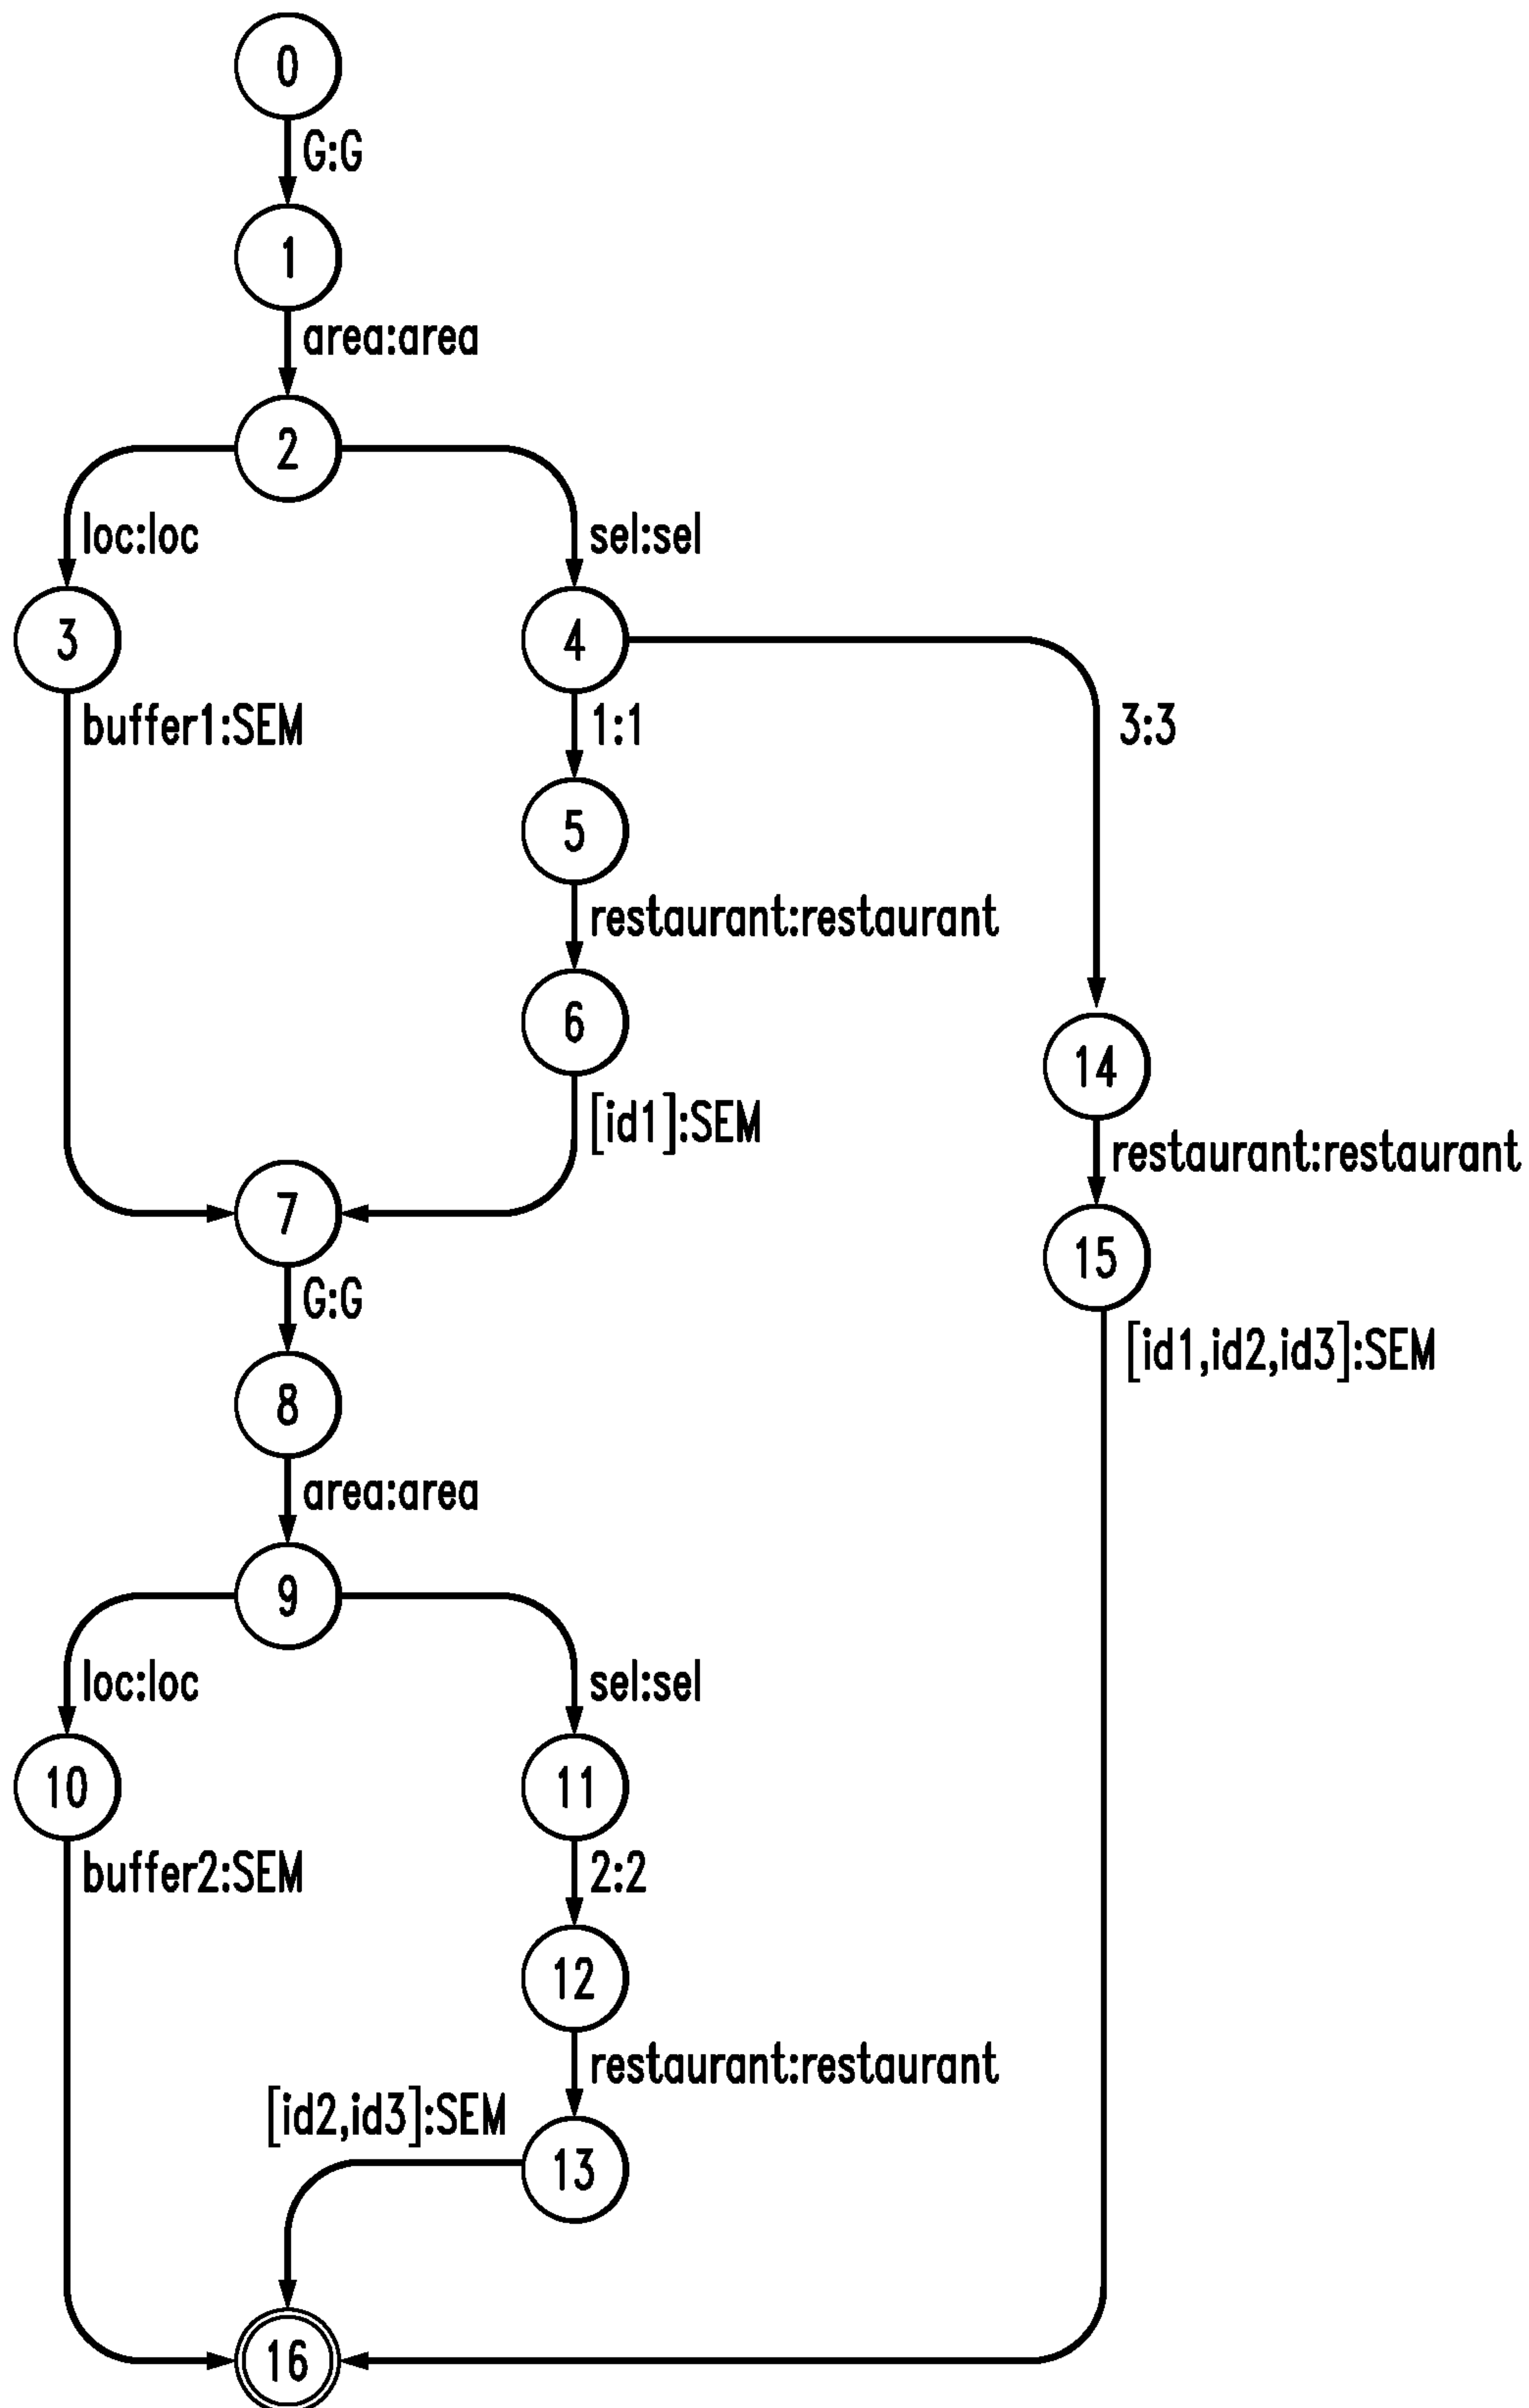 0
G:G
1
area:area
2
loc:loc
sel:sel
3
4
buffer1:SEM
1:1
3:3
5
restaurant:restaurant
6
14
[id1]:SEM
restaurant:restaurant
7
15
G:G
[id1,id2,id3]:SEM
8
area:area
9
loc:loc
sel:sel
10
11
buffer2:SEM
2:2
12
restaurant:restaurant
[id2,id3]:SEM
13
16